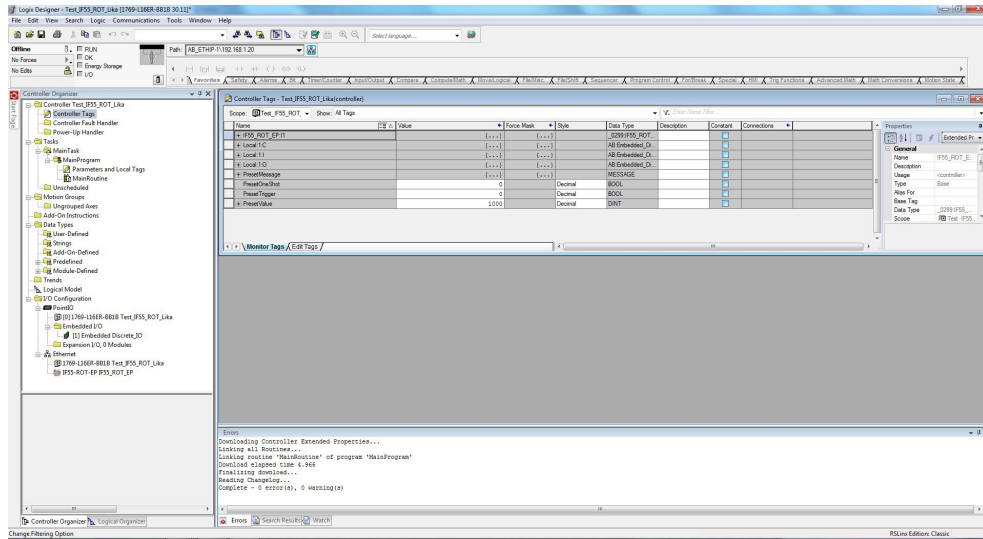 Logix Designer - Test_IF55_ROT_Lika [1769-L16ER-BB1B 30.11]*
File Edit View Search Logic Communications Tools Window Help
Select language...
Offline RUN Path: AB_ETHIP-1\192.168.1.20
No Forces OK
Energy Storage
No Edits I/O
Favorites Safety Alarms Bit Timer/Counter Input/Output Compare Compute/Math Move/Logical File/Misc. File/Shift Sequencer Program Control For/Break Special HMI Trig Functions Advanced Math Math Conversions Motion State
Start Page
Controller Organizer
Controller Test_IF55_ROT_Lika
Controller Tags
Controller Fault Handler
Power-Up Handler
Tasks
MainTask
MainProgram
Parameters and Local Tags
MainRoutine
Unscheduled
Motion Groups
Ungrouped Axes
Add-On Instructions
Data Types
User-Defined
Strings
Add-On-Defined
Predefined
Module-Defined
Trends
Logical Model
I/O Configuration
PointIO
[0] 1769-L16ER-BB1B Test_IF55_ROT_Lika
Embedded I/O
[1] Embedded Discrete_IO
Expansion I/O, 0 Modules
Ethernet
1769-L16ER-BB1B Test_IF55_ROT_Lika
IF55-ROT-EP IF55_ROT_EP
Controller Organizer Logical Organizer
Controller Tags - Test_IF55_ROT_Lika(controller)
Scope: Test_IF55_ROT_ Show: All Tags Enter Name Filter...
Name Value Force Mask Style Data Type Description Constant Connections
IF55_ROT_EP:I1 {...} {...} _0299:IF55_ROT...
Local:1:C {...} {...} AB:Embedded_Di...
Local:1:I {...} {...} AB:Embedded_Di...
Local:1:O {...} {...} AB:Embedded_Di...
PresetMessage {...} {...} MESSAGE
PresetOneShot 0 Decimal BOOL
PresetTrigger 0 Decimal BOOL
PresetValue 1000 Decimal DINT
Monitor Tags Edit Tags
Properties
Extended Pr
General
Name IF55_ROT_E...
Description
Usage <controller>
Type Base
Alias For
Base Tag
Data Type _0299:IF55_...
Scope Test_IF55...
Errors
Downloading Controller Extended Properties...
Linking all Routines...
Linking routine 'MainRoutine' of program 'MainProgram'
Download elapsed time 4.966
Finalizing download...
Reading ChangeLog...
Complete - 0 error(s), 0 warning(s)
Errors Search Results Watch
Change Filtering Option RSLinx Edition: Classic